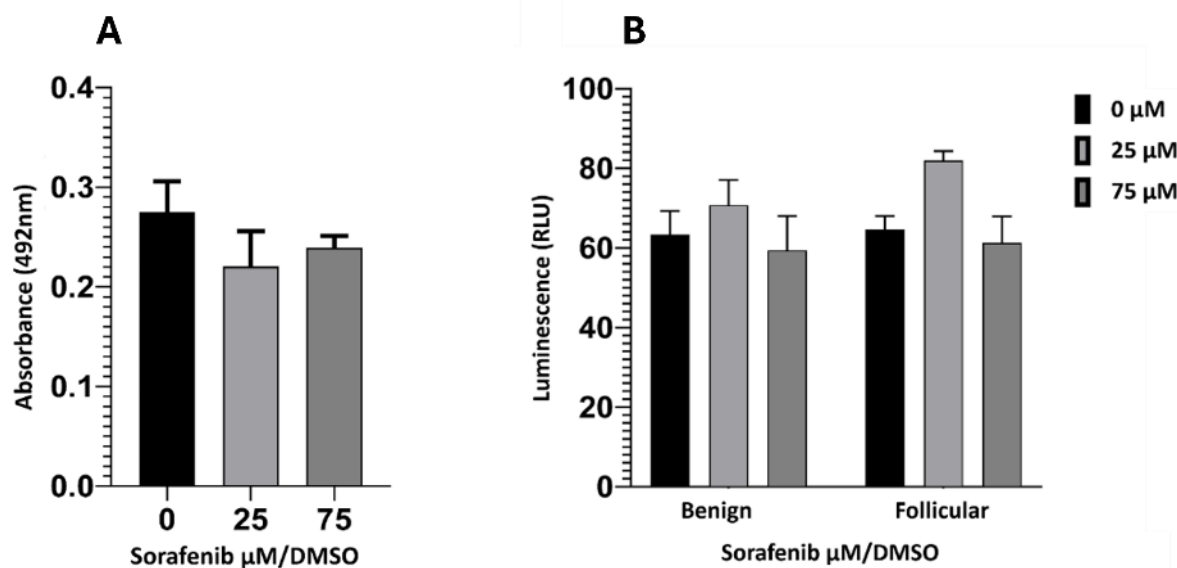 A
Absorbance (492nm)
0.4
0.3
0.2
0.1
0.0
0 25 75
Sorafenib μM/DMSO
B
Luminescence (RLU)
100
80
60
40
20
0
Benign Follicular
Sorafenib μM/DMSO
0 μM
25 μM
75 μM